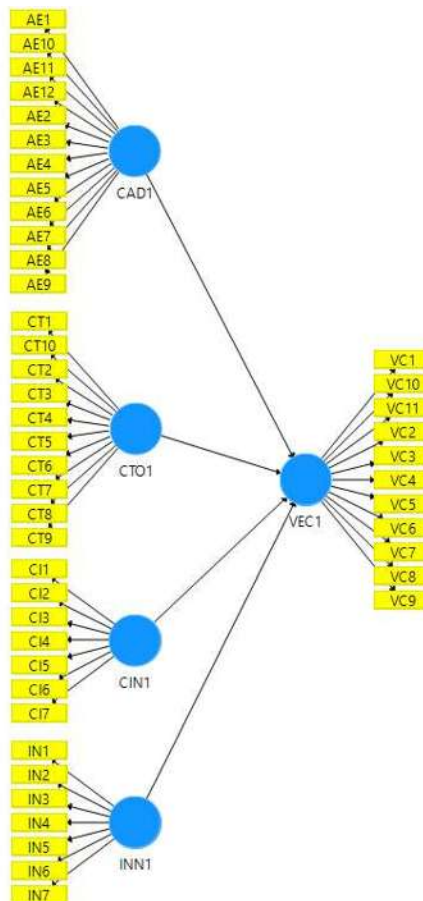 AE1
AE10
AE11
AE12
AE2
AE3
AE4
AE5
AE6
AE7
AE8
AE9
CAD1
CT1
CT10
CT2
CT3
CT4
CT5
CT6
CT7
CT8
CT9
CTO1
CI1
CI2
CI3
CI4
CI5
CI6
CI7
CIN1
IN1
IN2
IN3
IN4
IN5
IN6
IN7
INN1
VEC1
VC1
VC10
VC11
VC2
VC3
VC4
VC5
VC6
VC7
VC8
VC9